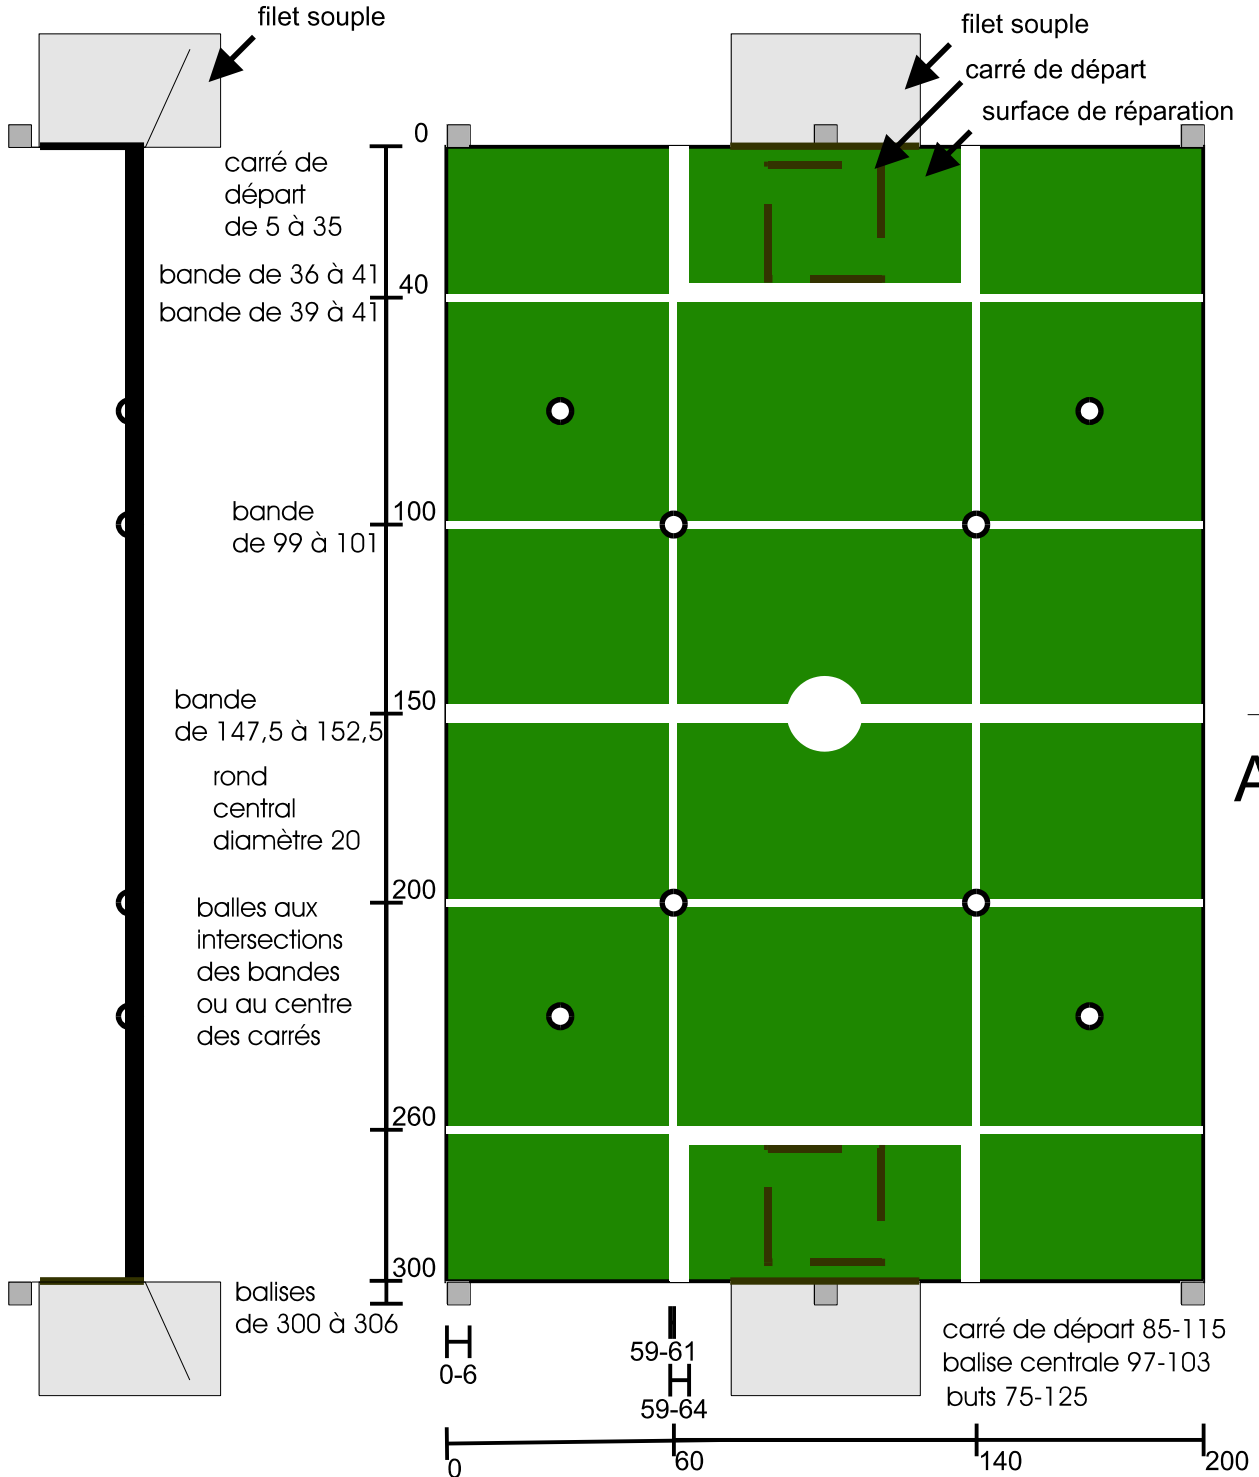 filet souple
filet souple
carré de départ
surface de réparation
0
carré de
départ
de 5 à 35
bande de 36 à 41
40
bande de 39 à 41
100
bande
de 99 à 101
150
bande
de 147,5 à 152,5
A
rond
central
diamètre 20
200
balles aux
intersections
des bandes
ou au centre
des carrés
260
300
balises
de 300 à 306
0-6
59-61
59-64
carré de départ 85-115
balise centrale 97-103
buts 75-125
0
60
140
200